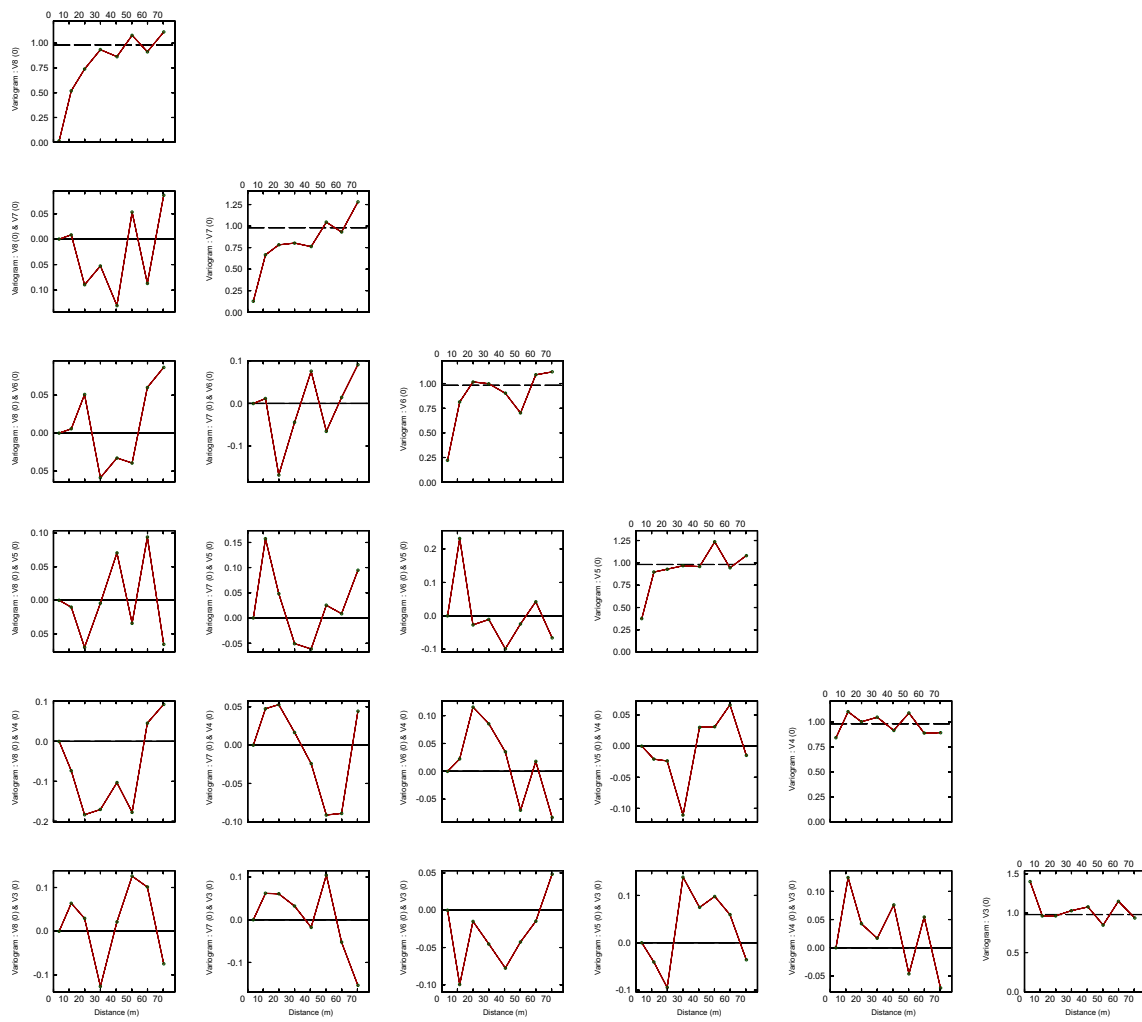 0 10 20 30 40 50 60 70
Variogram : V8 (0)
1.00
0.75
0.50
0.25
0.00
Variogram : V8 (0) & V7 (0)
0.05
0.00
0.05
0.10
0 10 20 30 40 50 60 70
Variogram : V7 (0)
1.25
1.00
0.75
0.50
0.25
0.00
Variogram : V8 (0) & V6 (0)
0.05
0.00
0.05
Variogram : V7 (0) & V6 (0)
0.1
0.0
-0.1
0 10 20 30 40 50 60 70
Variogram : V6 (0)
1.00
0.75
0.50
0.25
0.00
Variogram : V8 (0) & V5 (0)
0.10
0.05
0.00
0.05
Variogram : V7 (0) & V5 (0)
0.15
0.10
0.05
0.00
-0.05
Variogram : V6 (0) & V5 (0)
0.2
0.1
0.0
-0.1
0 10 20 30 40 50 60 70
Variogram : V5 (0)
1.25
1.00
0.75
0.50
0.25
0.00
Variogram : V8 (0) & V4 (0)
0.1
0.0
-0.1
-0.2
Variogram : V7 (0) & V4 (0)
0.05
0.00
-0.05
-0.10
Variogram : V6 (0) & V4 (0)
0.10
0.05
0.00
-0.05
Variogram : V5 (0) & V4 (0)
0.05
0.00
-0.05
-0.10
0 10 20 30 40 50 60 70
Variogram : V4 (0)
1.00
0.75
0.50
0.25
0.00
Variogram : V8 (0) & V3 (0)
0.1
0.0
-0.1
0 10 20 30 40 50 60 70
Distance (m)
Variogram : V7 (0) & V3 (0)
0.1
0.0
-0.1
0 10 20 30 40 50 60 70
Distance (m)
Variogram : V6 (0) & V3 (0)
0.05
0.00
-0.05
-0.10
0 10 20 30 40 50 60 70
Distance (m)
Variogram : V5 (0) & V3 (0)
0.1
0.0
-0.1
0 10 20 30 40 50 60 70
Distance (m)
Variogram : V4 (0) & V3 (0)
0.10
0.05
0.00
-0.05
0 10 20 30 40 50 60 70
Distance (m)
0 10 20 30 40 50 60 70
Variogram : V3 (0)
1.5
1.0
0.5
0.0
0 10 20 30 40 50 60 70
Distance (m)